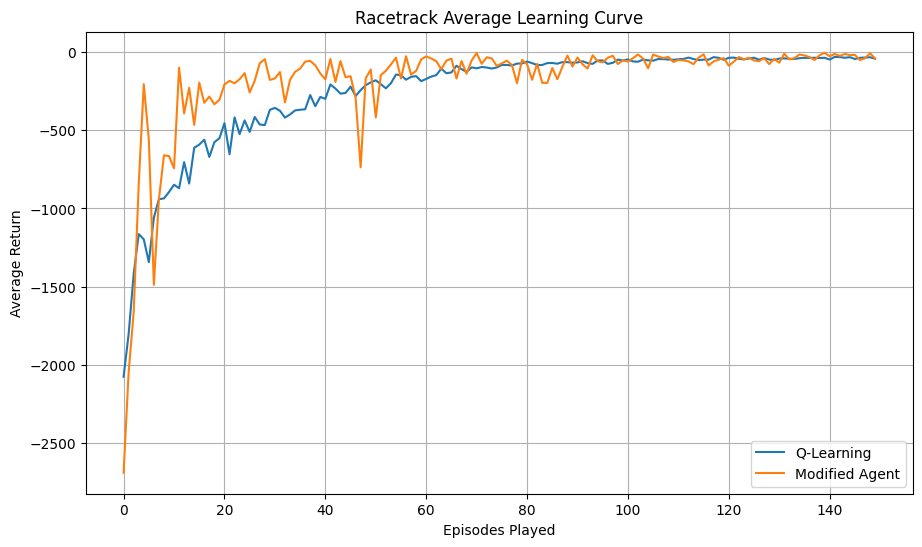 Racetrack Average Learning Curve
Average Return
0
−500
−1000
−1500
−2000
−2500
0 20 40 60 80 100 120 140
Episodes Played
Q-Learning
Modified Agent